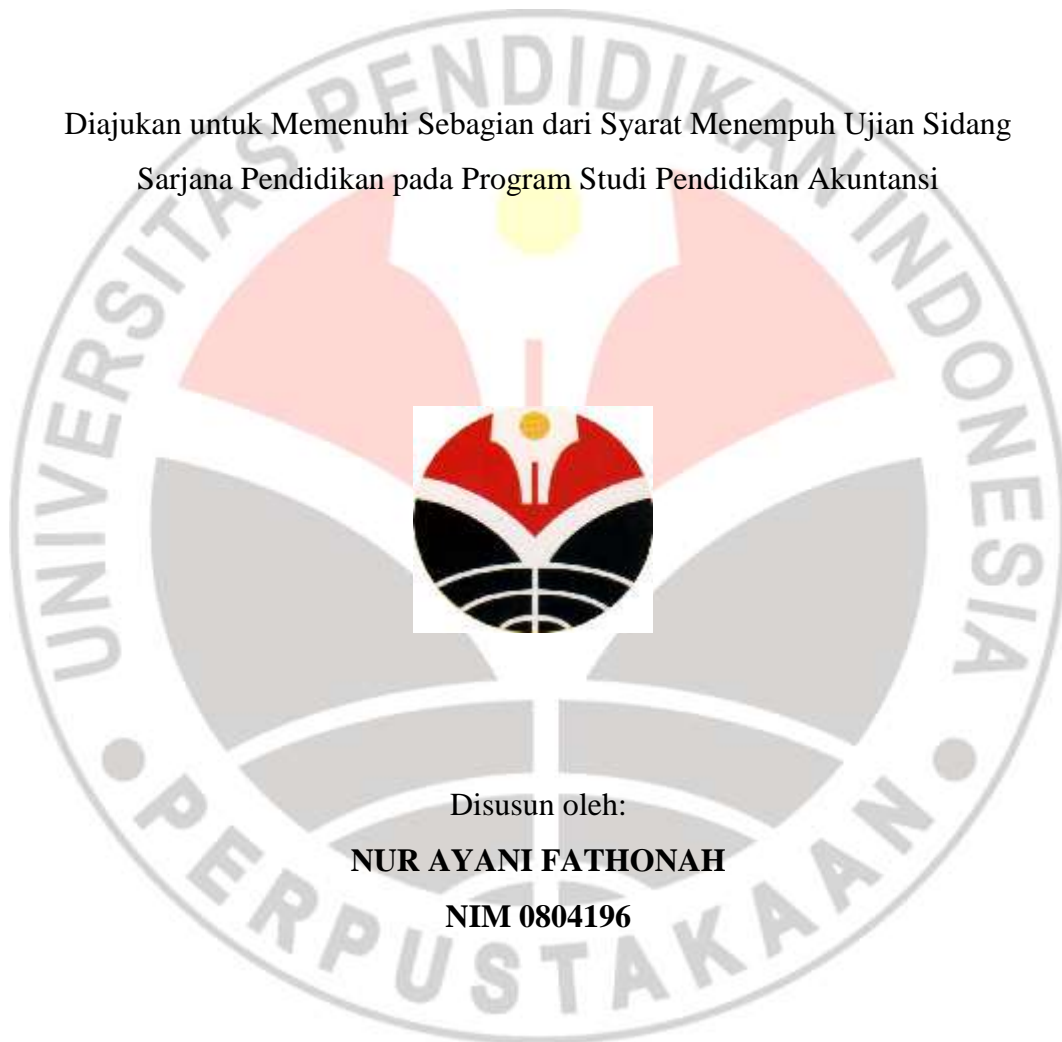 Diajukan untuk Memenuhi Sebagian dari Syarat Menempuh Ujian Sidang
Sarjana Pendidikan pada Program Studi Pendidikan Akuntansi
UNIVERSITAS PENDIDIKAN INDONESIA
Disusun oleh:
NUR AYANI FATHONAH
NIM 0804196
PERPUSTAKAAN